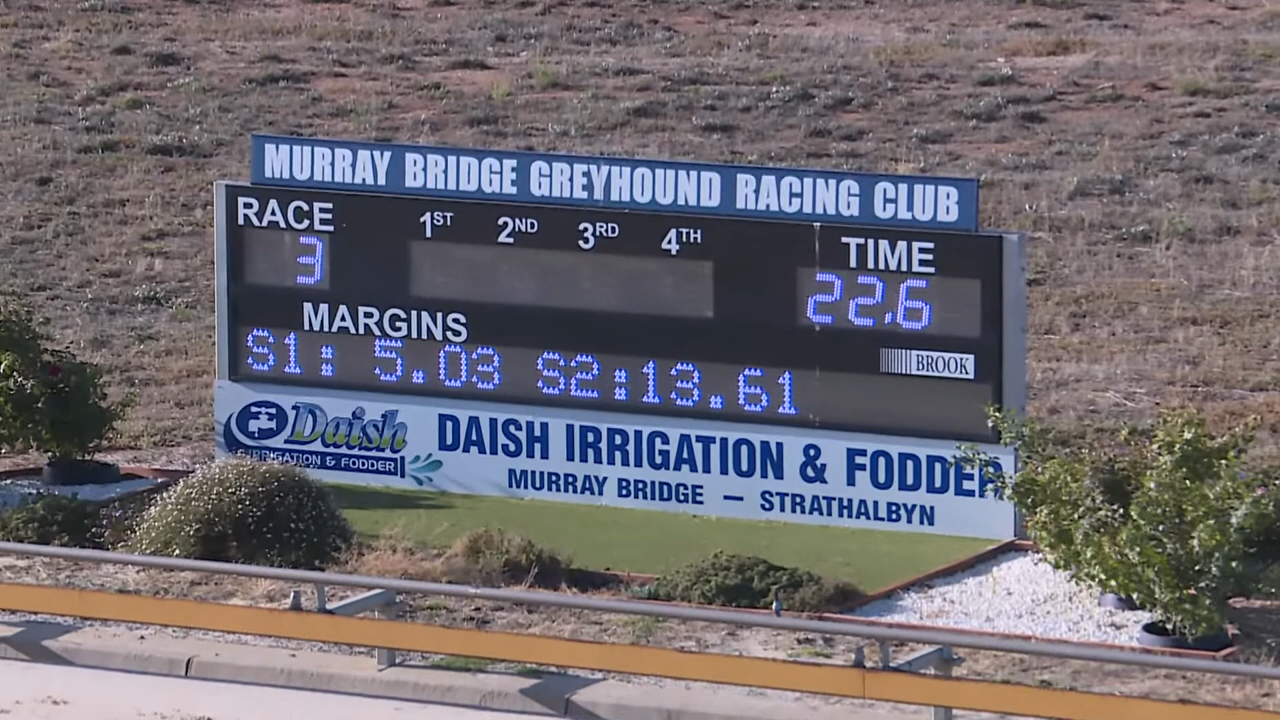 MURRAY BRIDGE GREYHOUND RACING CLUB
RACE 1ST 2ND 3RD 4TH TIME
3 22.6
MARGINS
BROOK
S1: 5.03 S2:13.61
Daish
IRRIGATION & FODDER
DAISH IRRIGATION & FODDER
MURRAY BRIDGE – STRATHALBYN